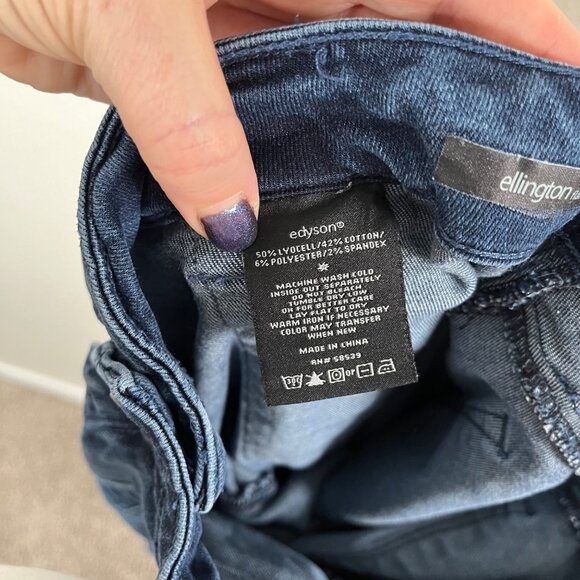 edyson®
50% LYOCELL/42% COTTON/
6% POLYESTER/2% SPANDEX
MACHINE WASH COLD
INSIDE OUT SEPARATELY
DO NOT BLEACH
TUMBLE DRY LOW
OR FOR BETTER CARE
LAY FLAT TO DRY
WARM IRON IF NECESSARY
COLOR MAY TRANSFER
WHEN NEW
MADE IN CHINA
RN# 58539
OR
ellington